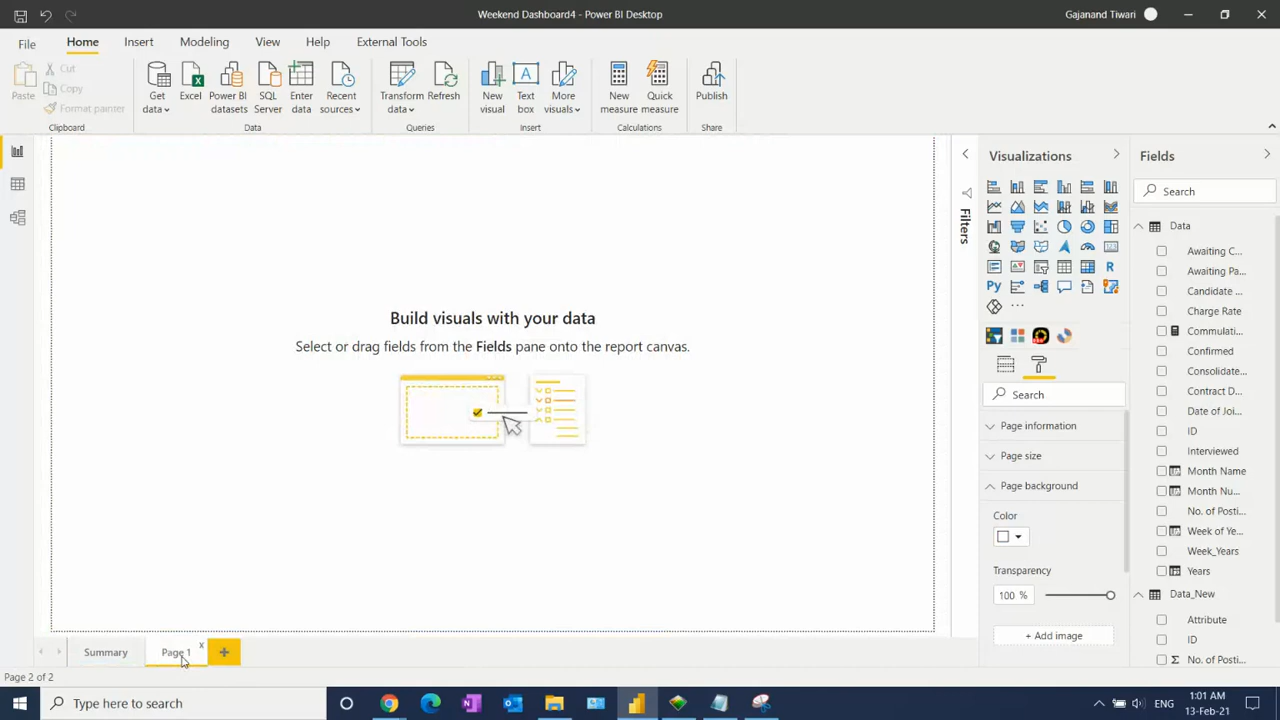 Weekend Dashboard4 - Power BI Desktop
Gajanand Tiwari
File
Home
Insert
Modeling
View
Help
External Tools
Paste
Cut
Copy
Format painter
Clipboard
Get data
Excel
Power BI datasets
SQL Server
Enter data
Recent sources
Data
Transform data
Refresh
Queries
New visual
Text box
More visuals
Insert
New measure
Quick measure
Calculations
Publish
Share
Build visuals with your data
Select or drag fields from the Fields pane onto the report canvas.
Filters
Visualizations
R
Py
...
Search
Page information
Page size
Page background
Color
Transparency
100 %
+ Add image
Fields
Search
Data
Awaiting C...
Awaiting Pa...
Candidate ...
Charge Rate
Commulati...
Confirmed
Consolidate...
Contract D...
Date of Joi...
ID
Interviewed
Month Name
Month Nu...
No. of Posti...
Week of Ye...
Week_Years
Years
Data_New
Attribute
ID
Σ No. of Posti...
Summary
Page 1
x
+
Page 2 of 2
Type here to search
ENG
1:01 AM
13-Feb-21